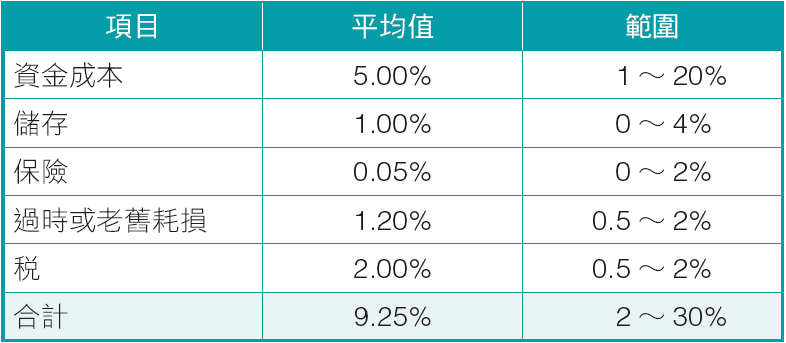 項目 平均值 範圍
資金成本 5.00% 1～20%
儲存 1.00% 0～4%
保險 0.05% 0～2%
過時或老舊耗損 1.20% 0.5～2%
稅 2.00% 0.5～2%
合計 9.25% 2～30%